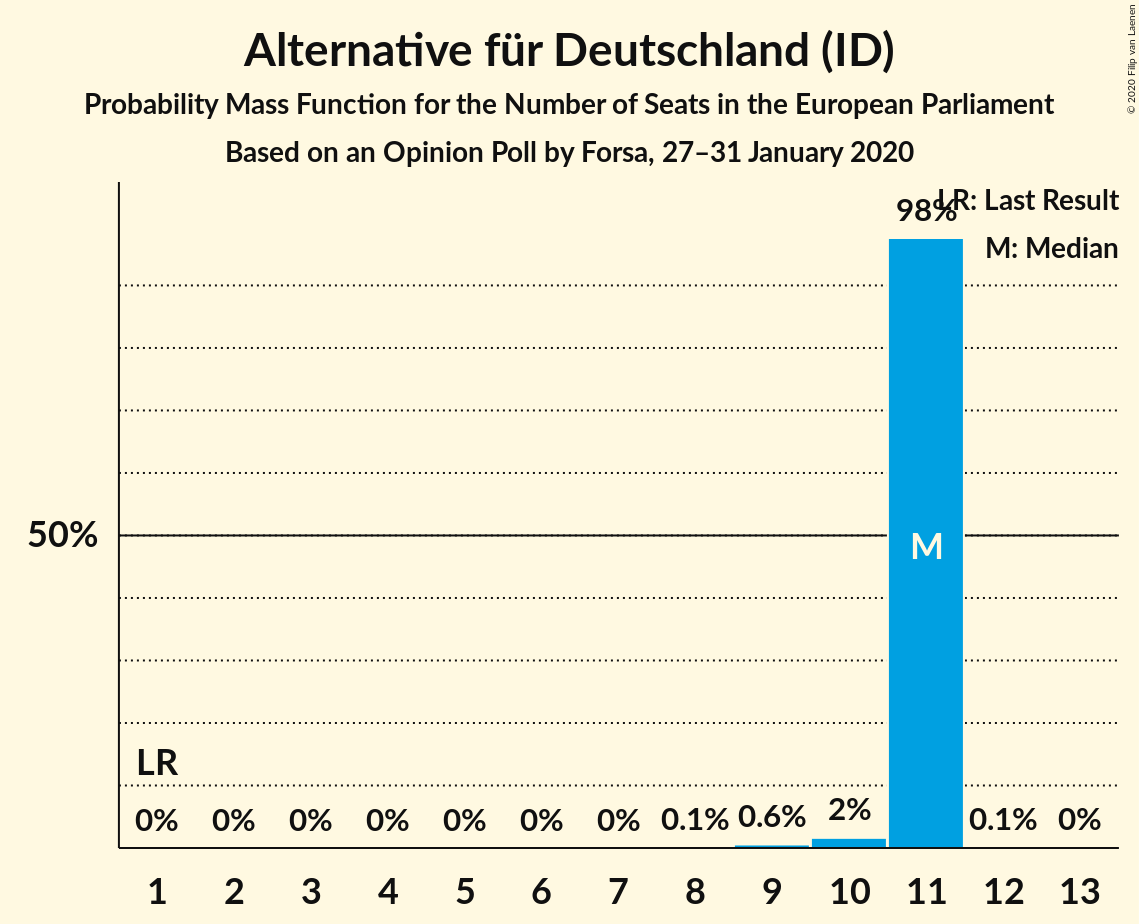 Alternative für Deutschland (ID)
Probability Mass Function for the Number of Seats in the European Parliament
Based on an Opinion Poll by Forsa, 27–31 January 2020
© 2020 Filip van Laenen
LR: Last Result
M: Median
98%
50%
M
LR
0% 0% 0% 0% 0% 0% 0% 0.1% 0.6% 2% 0.1% 0%
1 2 3 4 5 6 7 8 9 10 11 12 13